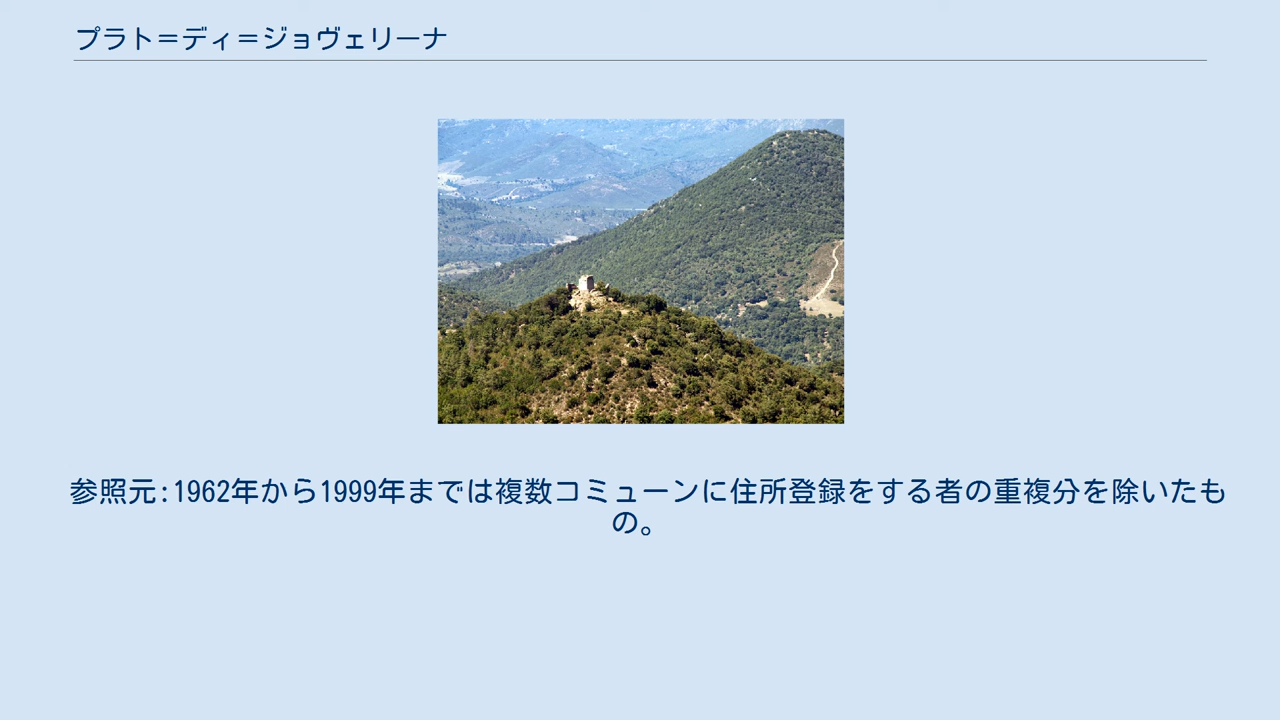 プラト＝ディ＝ジョヴェリーナ
参照元:1962年から1999年までは複数コミューンに住所登録をする者の重複分を除いたも
の。